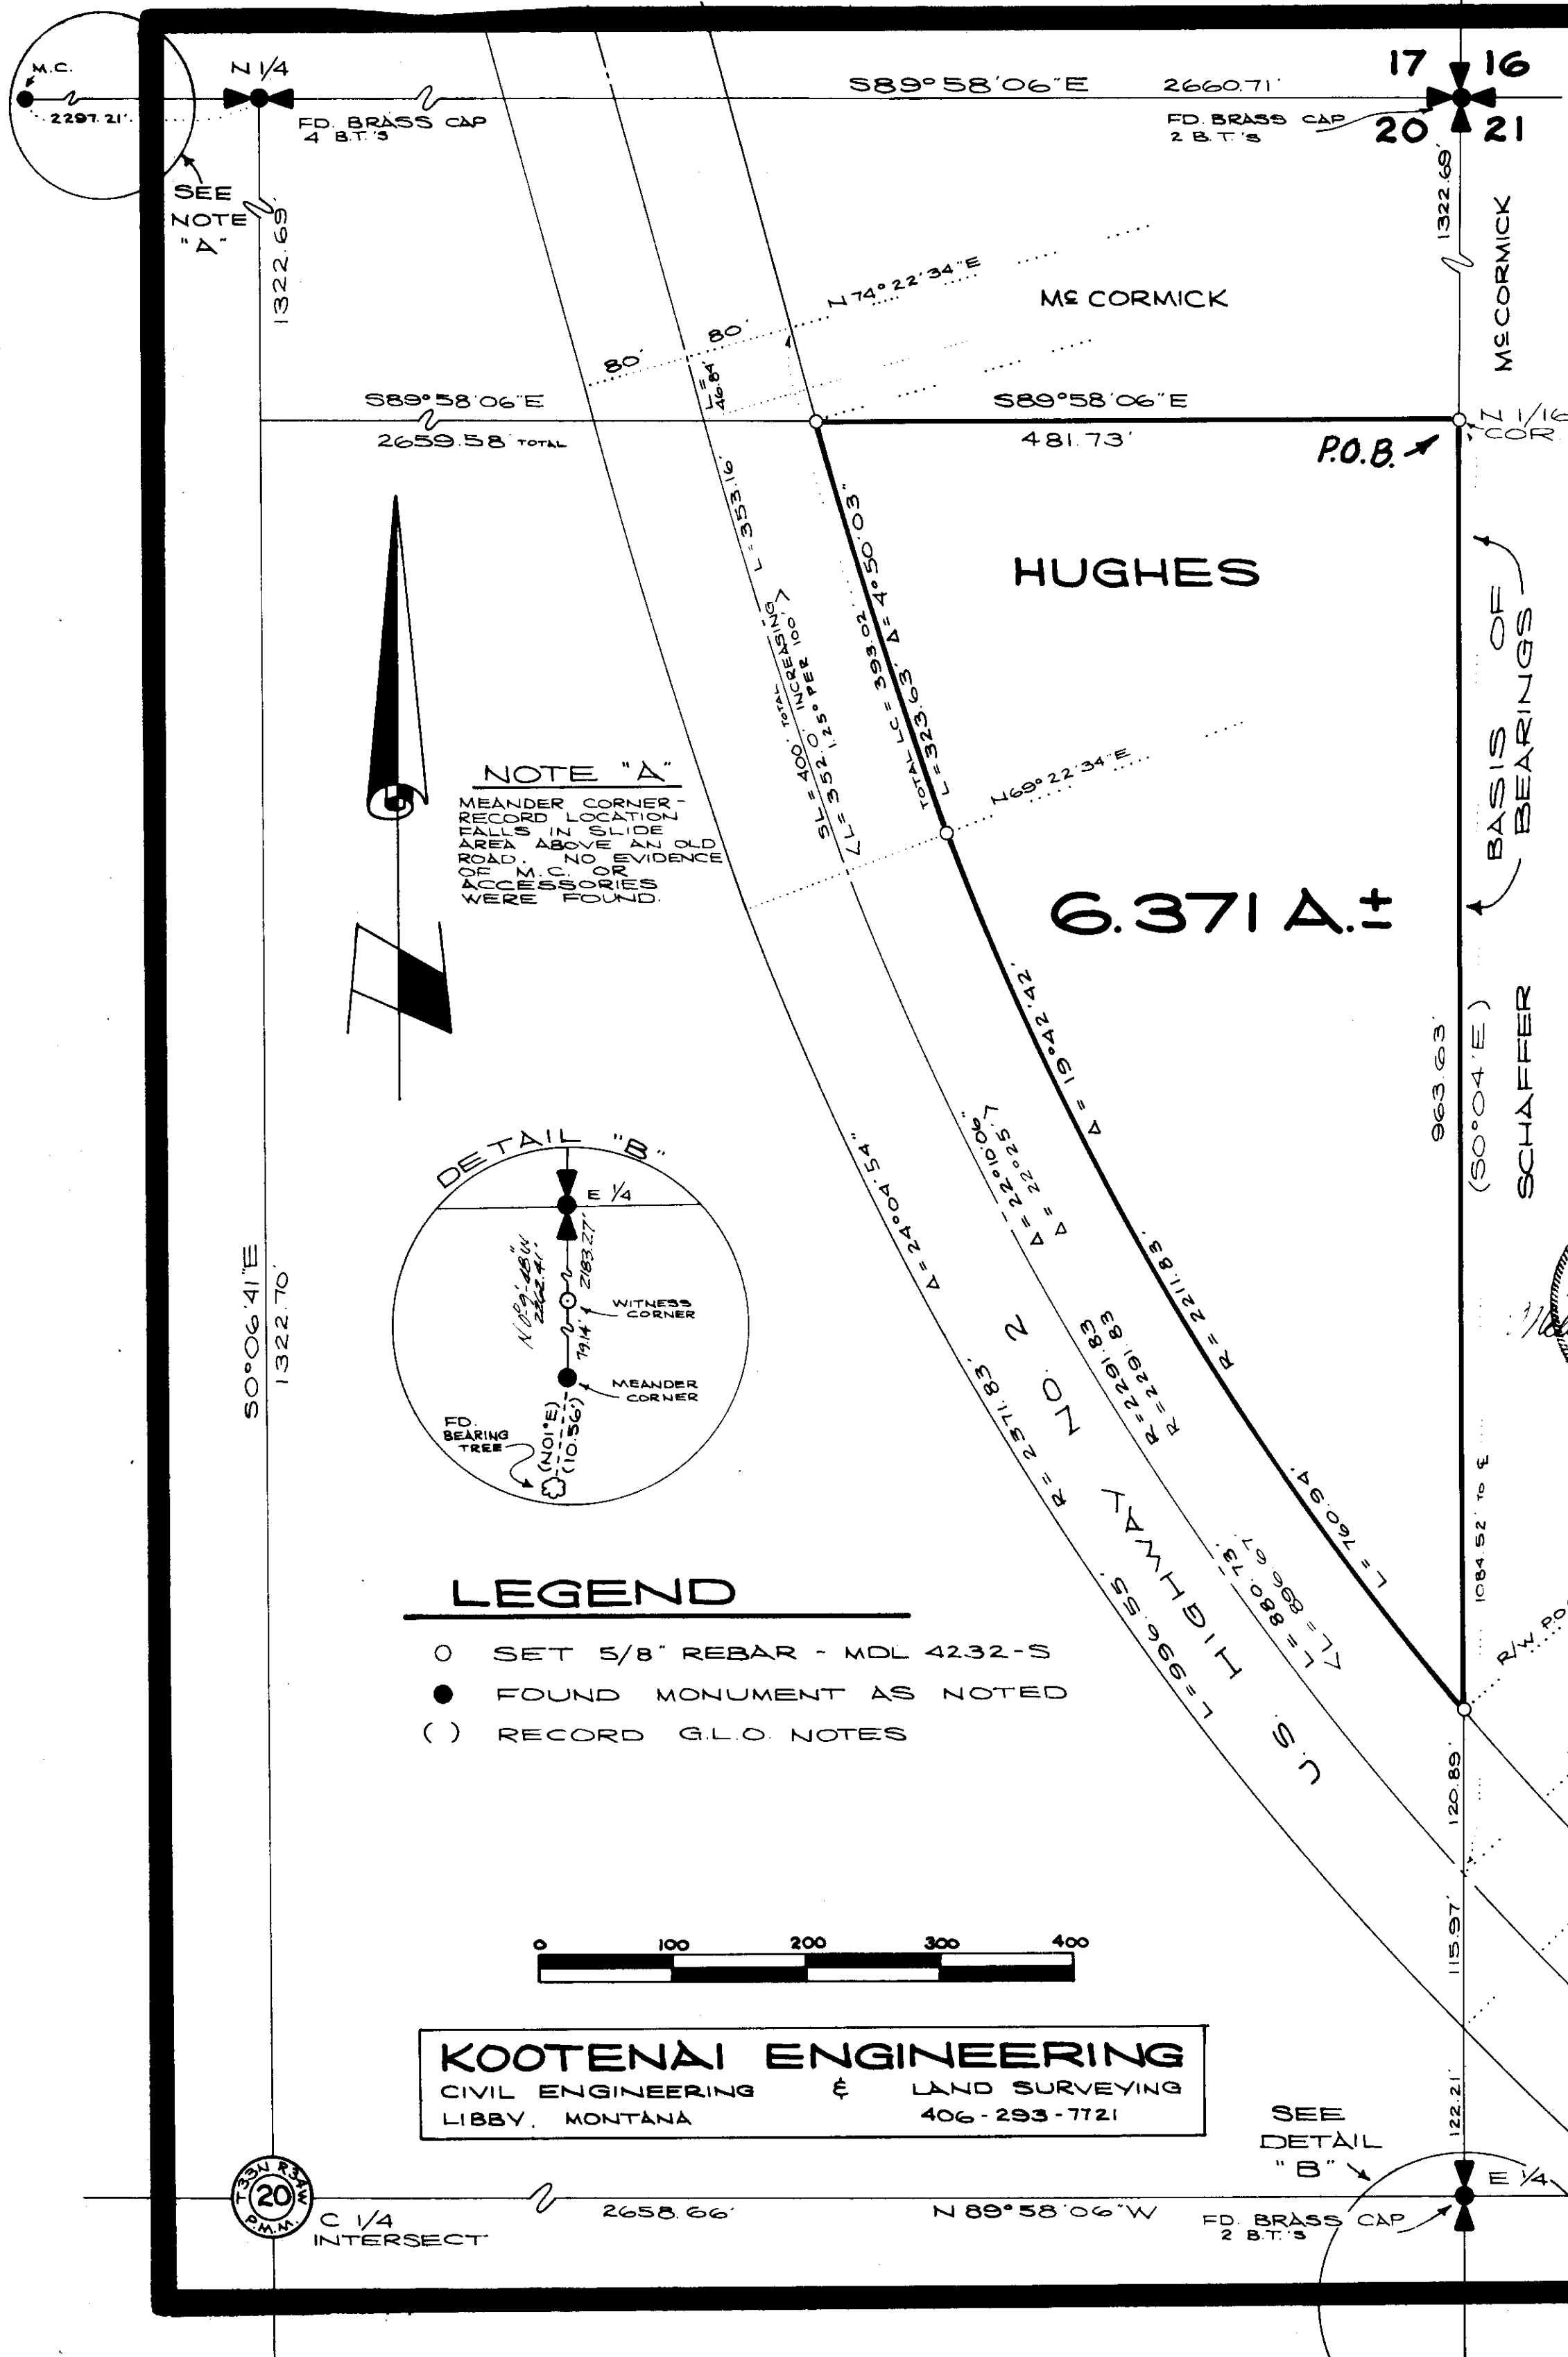 M.C.
2297.21'
N 1/4
FD. BRASS CAP
4 B.T.'S
S89°58'06"E 2660.71'
17 16
20 21
FD. BRASS CAP
2 B.T.'S
SEE
NOTE
"A"
1322.69'
1322.69'
McCORMICK
N74°22'34"E
McCORMICK
80' 80'
L=46.84'
S89°58'06"E
2659.58' TOTAL
S89°58'06"E
481.73'
P.O.B.
N 1/16
COR.
L=353.16'
SL=400' TOTAL
INCREASING
1.25° PER 100'
TOTAL LC=393.02'
Δ=4°50'03"
L=323.63'
HUGHES
BASIS OF
BEARINGS
N69°22'34"E
NOTE "A"
MEANDER CORNER-
RECORD LOCATION
FALLS IN SLIDE
AREA ABOVE AN OLD
ROAD. NO EVIDENCE
OF M.C. OR
ACCESSORIES
WERE FOUND.
6.371 A.±
963.63'
(S0°04'E)
SCHAFFER
Δ=19°42'42"
R=2211.83'
L=760.94'
Δ=22°10'06"
Δ=22°25'7
R=2291.83
R=2291.83
L=880.73'
L=896.67'
Δ=24°04'54"
R=2371.83'
L=996.55'
U.S. HIGHWAY NO. 2
DETAIL "B"
E 1/4
N0°-9'-48"W
2262.41'
2183.27'
WITNESS
CORNER
79.14'
MEANDER
CORNER
FD.
BEARING
TREE
(N01°E)
(10.56')
S0°06'41"E
1322.70'
1084.52' TO ℄
R/W P.O.
120.89'
115.97'
122.21'
LEGEND
○ SET 5/8" REBAR - MDL 4232-S
● FOUND MONUMENT AS NOTED
( ) RECORD G.L.O. NOTES
0 100 200 300 400
KOOTENAI ENGINEERING
CIVIL ENGINEERING & LAND SURVEYING
LIBBY, MONTANA 406-293-7721
SEE
DETAIL
"B"
E 1/4
T33N R34W
20
P.M.M.
C 1/4
INTERSECT
2658.66' N89°58'06"W
FD. BRASS CAP
2 B.T.'S